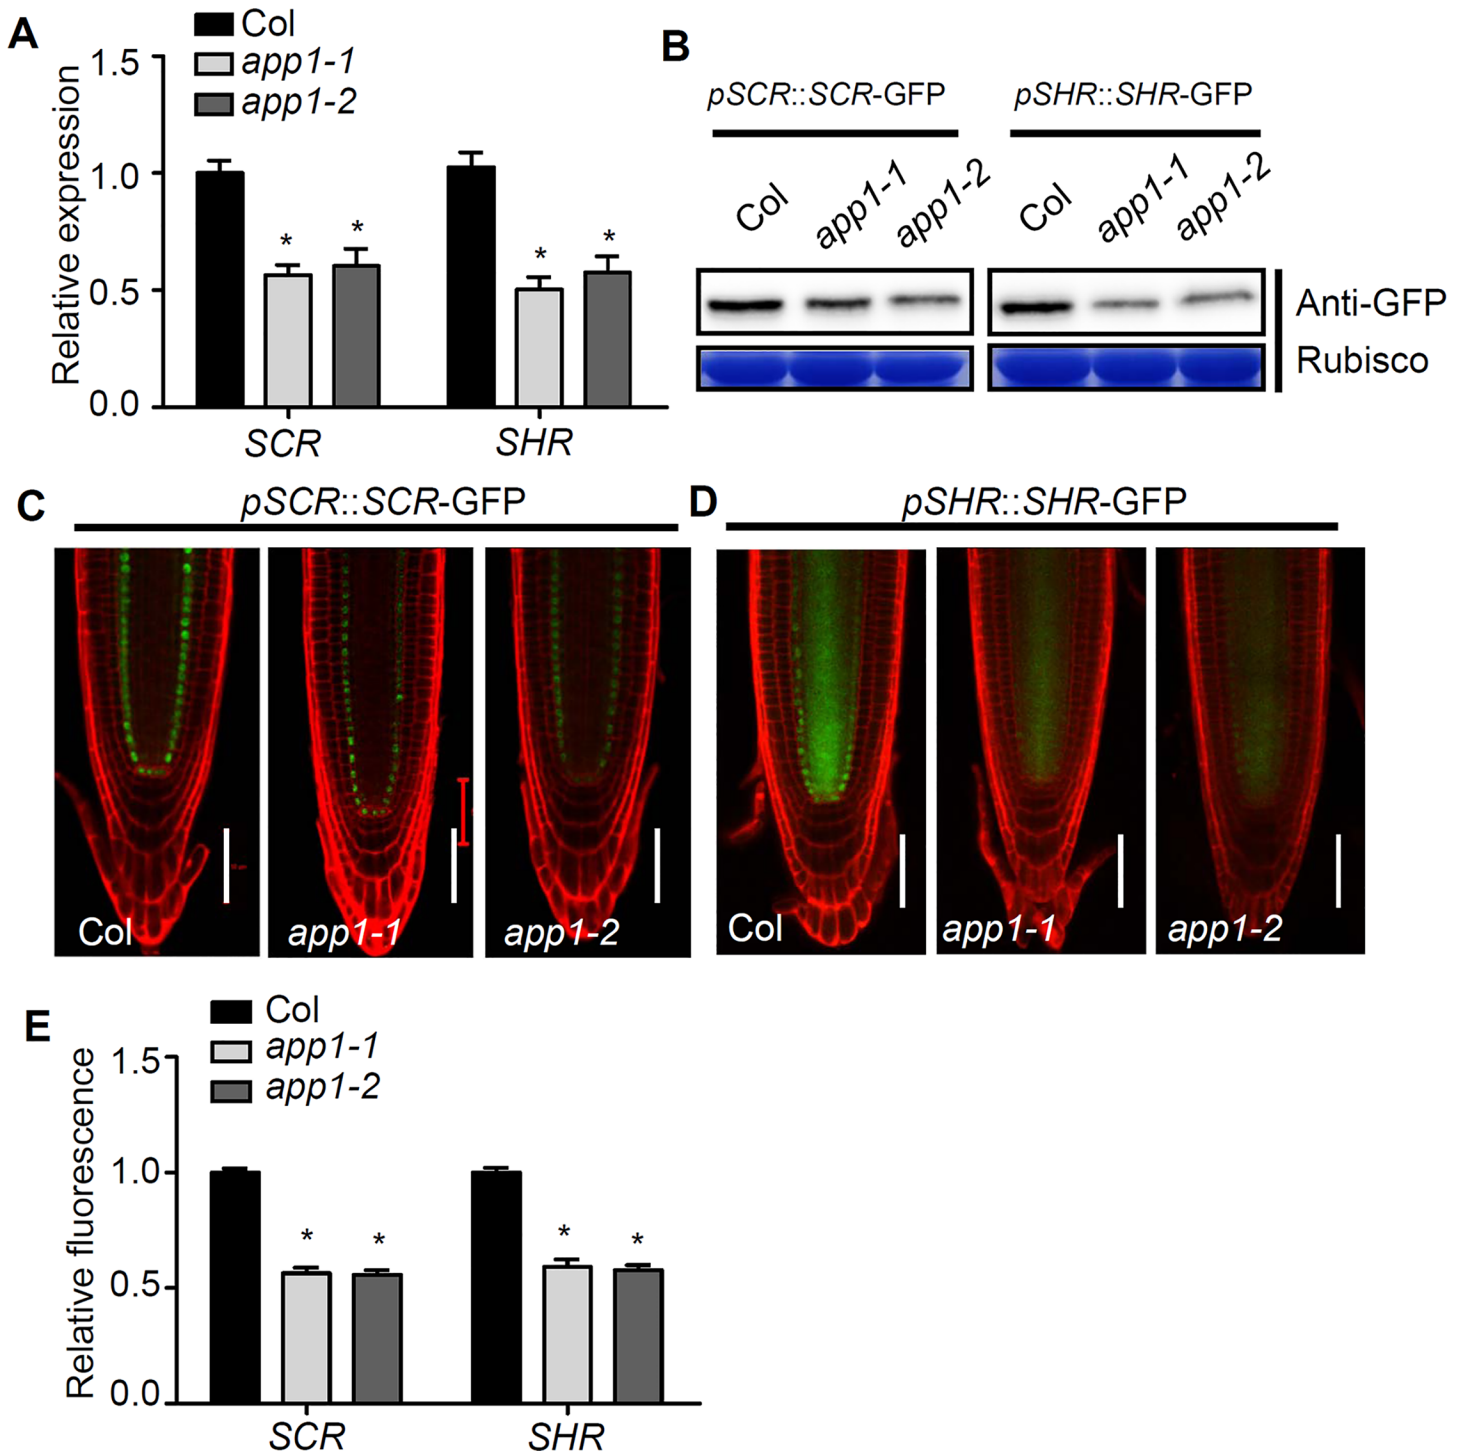 A
Col
app1-1
app1-2
Relative expression
1.5
1.0
0.5
0.0
*
*
*
*
SCR
SHR
B
pSCR::SCR-GFP
pSHR::SHR-GFP
Col
app1-1
app1-2
Col
app1-1
app1-2
Anti-GFP
Rubisco
C
pSCR::SCR-GFP
Col
app1-1
app1-2
D
pSHR::SHR-GFP
Col
app1-1
app1-2
E
Col
app1-1
app1-2
Relative fluorescence
1.5
1.0
0.5
0.0
*
*
*
*
SCR
SHR